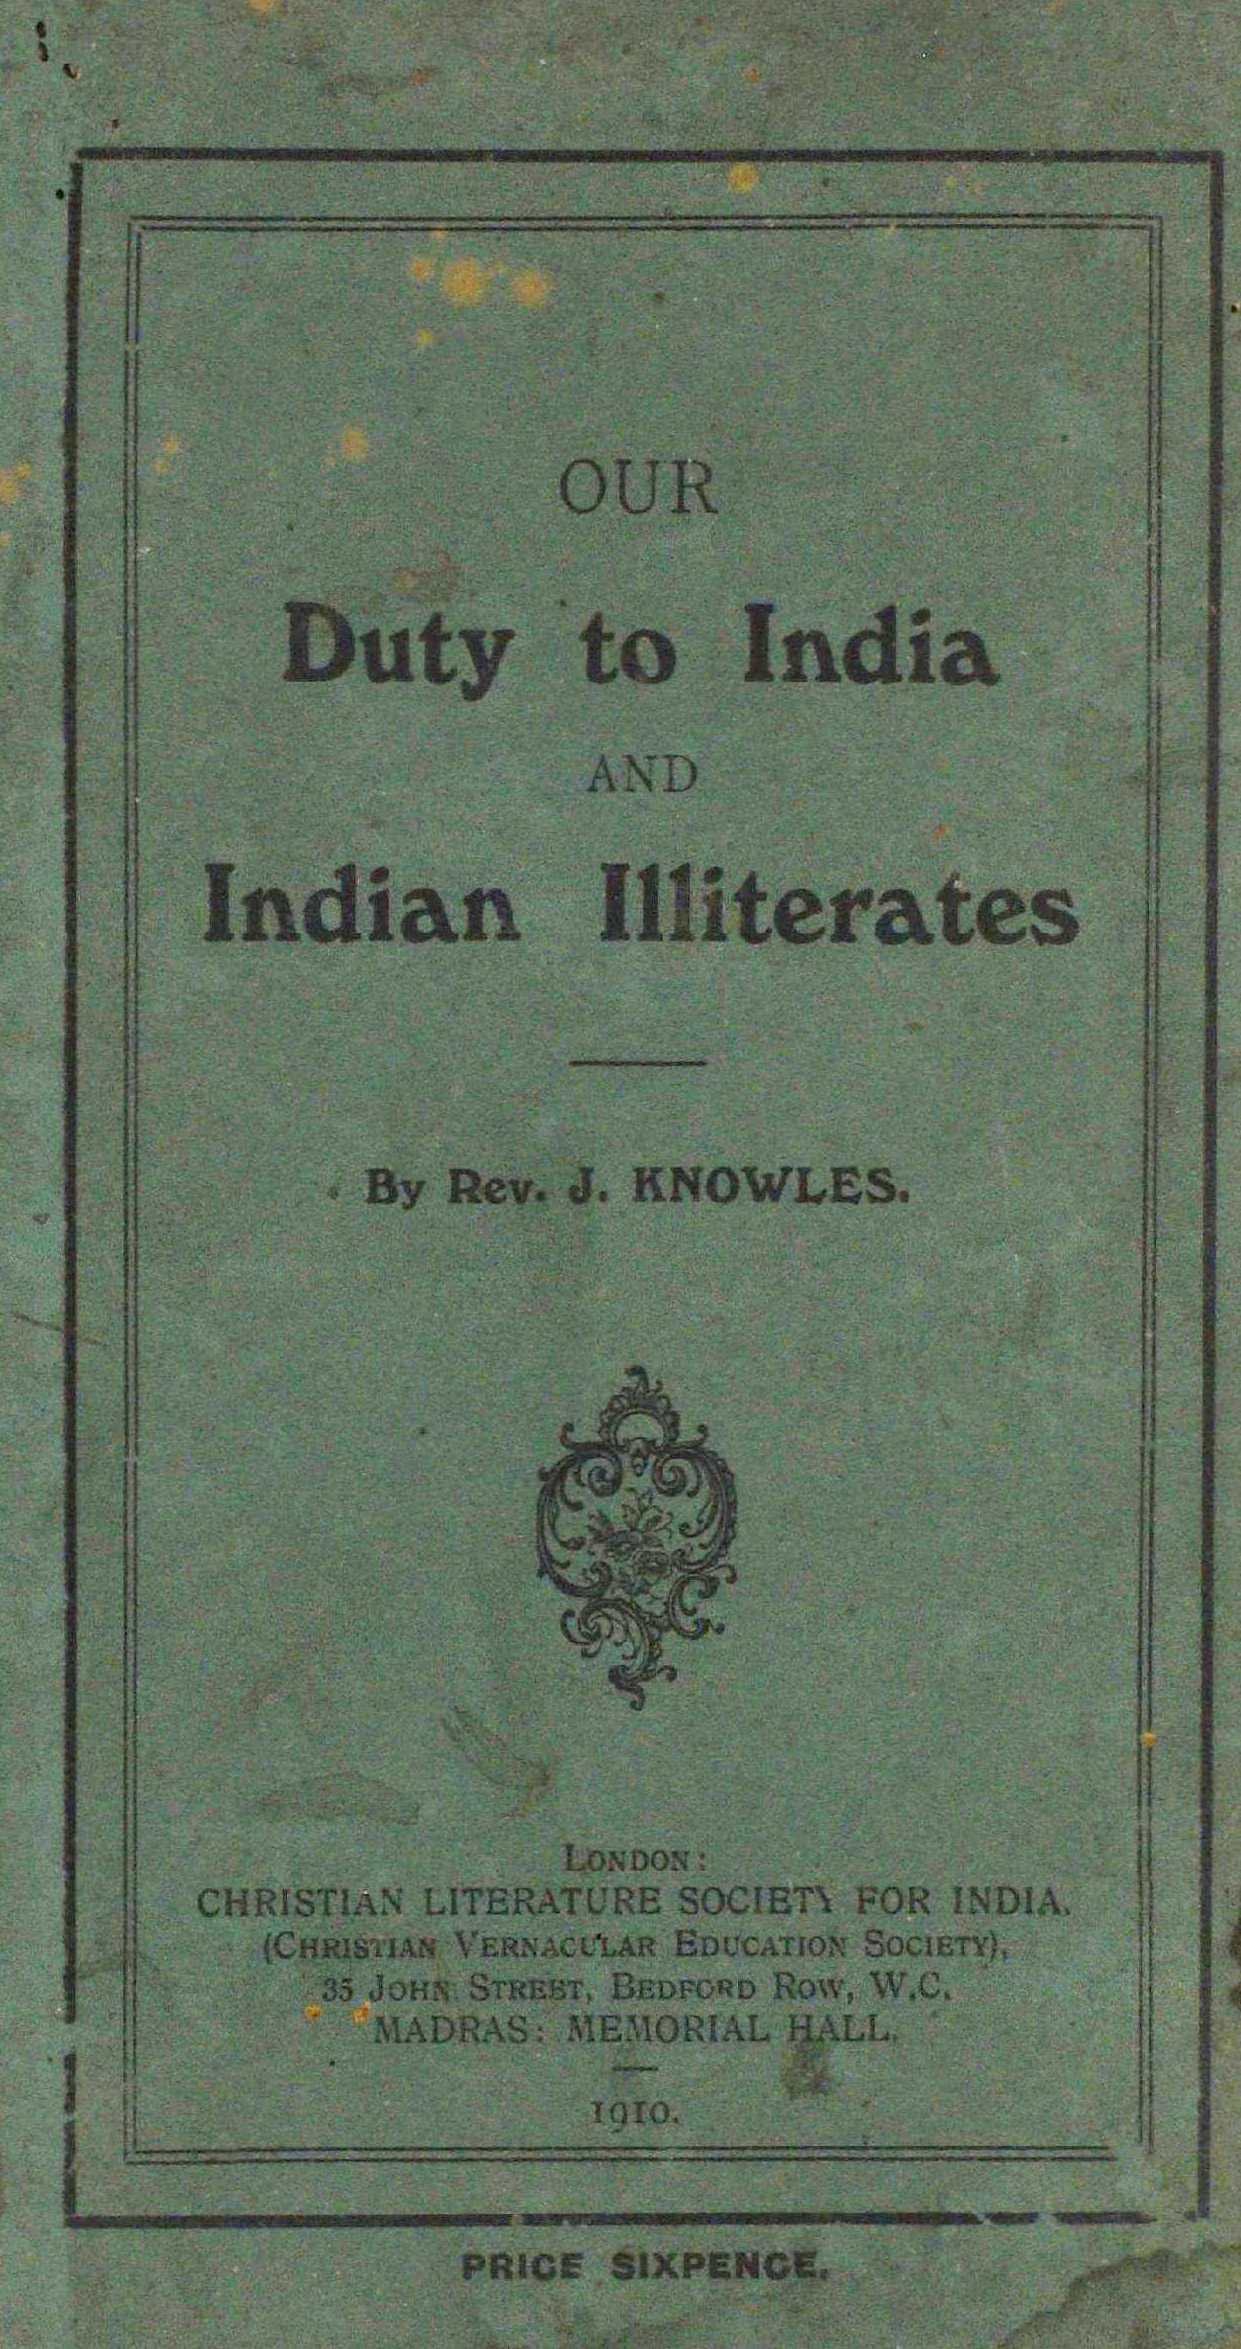 OUR
Duty to India
AND
Indian Illiterates
By Rev. J. KNOWLES.
LONDON:
CHRISTIAN LITERATURE SOCIETY FOR INDIA.
(CHRISTIAN VERNACULAR EDUCATION SOCIETY),
35 JOHN STREET, BEDFORD ROW, W.C.
MADRAS: MEMORIAL HALL.
1910.
PRICE SIXPENCE.